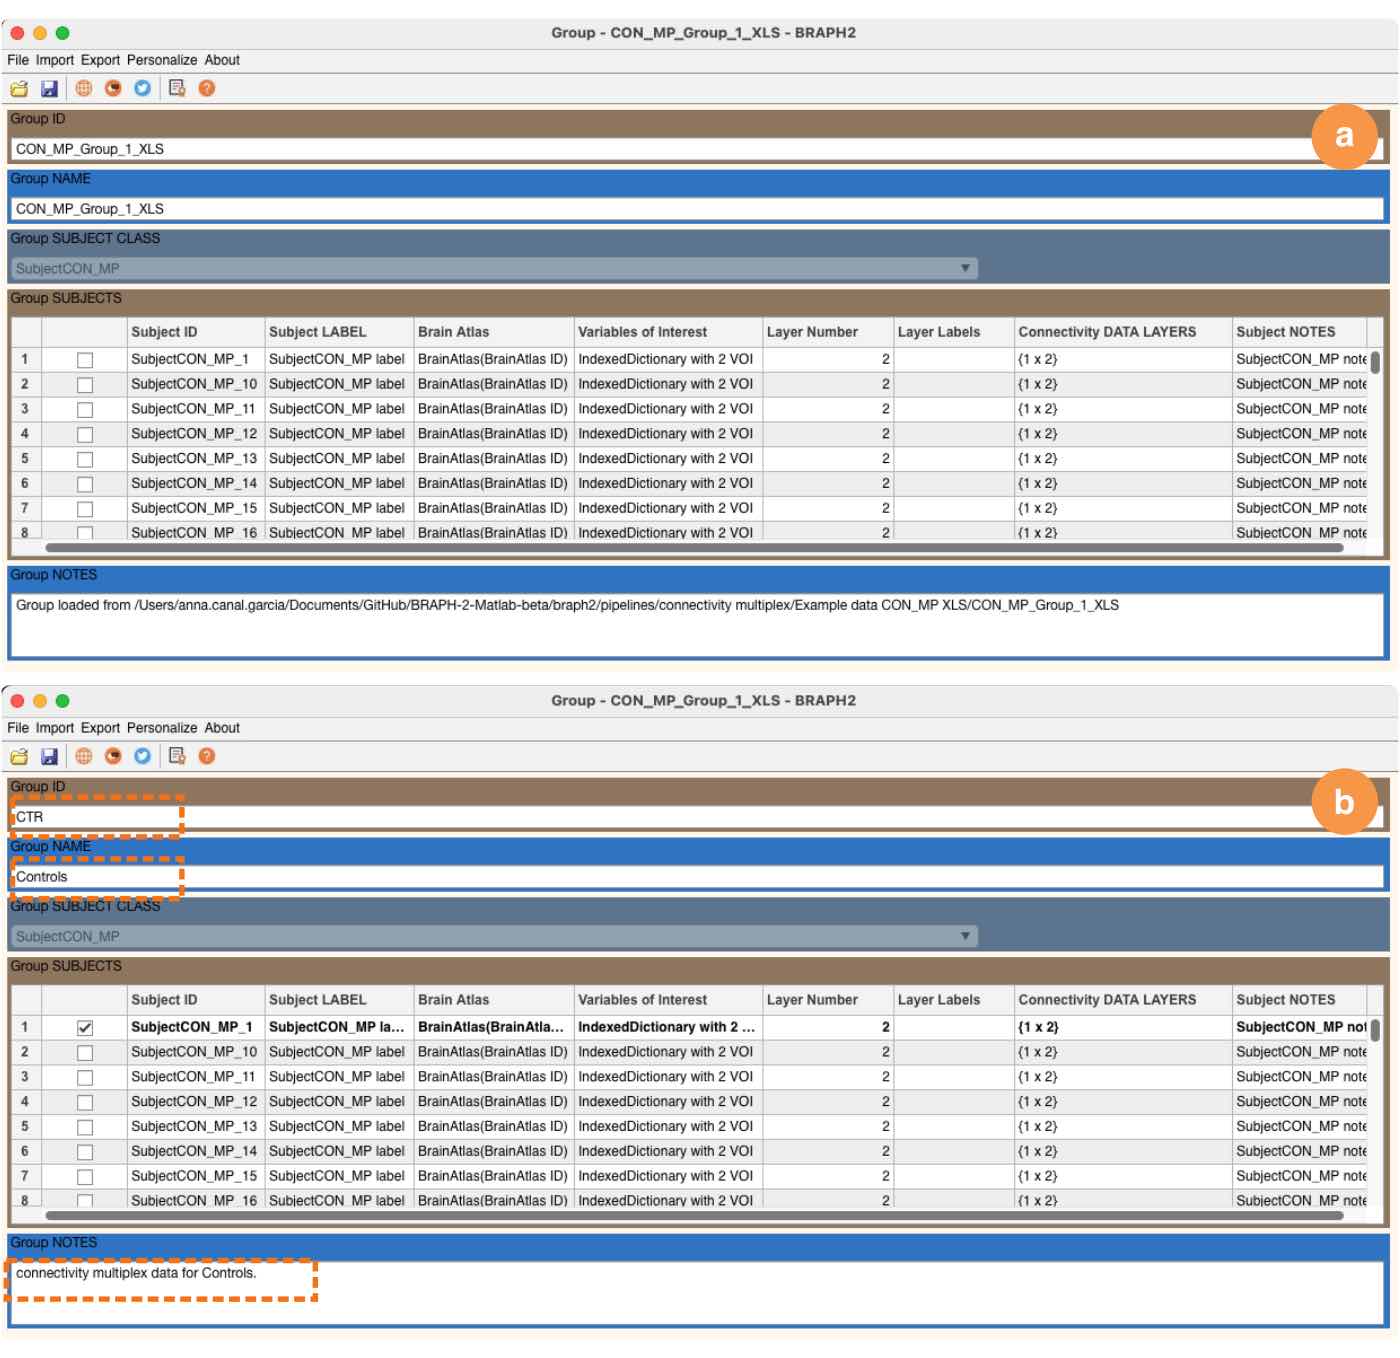 Group - CON_MP_Group_1_XLS - BRAPH2
File Import Export Personalize About
Group ID
a
CON_MP_Group_1_XLS
Group NAME
CON_MP_Group_1_XLS
Group SUBJECT CLASS
SubjectCON_MP
Group SUBJECTS
Subject ID Subject LABEL Brain Atlas Variables of Interest Layer Number Layer Labels Connectivity DATA LAYERS Subject NOTES
1 SubjectCON_MP_1 SubjectCON_MP label BrainAtlas(BrainAtlas ID) IndexedDictionary with 2 VOI 2 {1 x 2} SubjectCON_MP note
2 SubjectCON_MP_10 SubjectCON_MP label BrainAtlas(BrainAtlas ID) IndexedDictionary with 2 VOI 2 {1 x 2} SubjectCON_MP note
3 SubjectCON_MP_11 SubjectCON_MP label BrainAtlas(BrainAtlas ID) IndexedDictionary with 2 VOI 2 {1 x 2} SubjectCON_MP note
4 SubjectCON_MP_12 SubjectCON_MP label BrainAtlas(BrainAtlas ID) IndexedDictionary with 2 VOI 2 {1 x 2} SubjectCON_MP note
5 SubjectCON_MP_13 SubjectCON_MP label BrainAtlas(BrainAtlas ID) IndexedDictionary with 2 VOI 2 {1 x 2} SubjectCON_MP note
6 SubjectCON_MP_14 SubjectCON_MP label BrainAtlas(BrainAtlas ID) IndexedDictionary with 2 VOI 2 {1 x 2} SubjectCON_MP note
7 SubjectCON_MP_15 SubjectCON_MP label BrainAtlas(BrainAtlas ID) IndexedDictionary with 2 VOI 2 {1 x 2} SubjectCON_MP note
8 SubjectCON_MP_16 SubjectCON_MP label BrainAtlas(BrainAtlas ID) IndexedDictionary with 2 VOI 2 {1 x 2} SubjectCON_MP note
Group NOTES
Group loaded from /Users/anna.canal.garcia/Documents/GitHub/BRAPH-2-Matlab-beta/braph2/pipelines/connectivity multiplex/Example data CON_MP XLS/CON_MP_Group_1_XLS
Group - CON_MP_Group_1_XLS - BRAPH2
File Import Export Personalize About
Group ID
b
CTR
Group NAME
Controls
Group SUBJECT CLASS
SubjectCON_MP
Group SUBJECTS
Subject ID Subject LABEL Brain Atlas Variables of Interest Layer Number Layer Labels Connectivity DATA LAYERS Subject NOTES
1 SubjectCON_MP_1 SubjectCON_MP la... BrainAtlas(BrainAtla... IndexedDictionary with 2 ... 2 {1 x 2} SubjectCON_MP not
2 SubjectCON_MP_10 SubjectCON_MP label BrainAtlas(BrainAtlas ID) IndexedDictionary with 2 VOI 2 {1 x 2} SubjectCON_MP note
3 SubjectCON_MP_11 SubjectCON_MP label BrainAtlas(BrainAtlas ID) IndexedDictionary with 2 VOI 2 {1 x 2} SubjectCON_MP note
4 SubjectCON_MP_12 SubjectCON_MP label BrainAtlas(BrainAtlas ID) IndexedDictionary with 2 VOI 2 {1 x 2} SubjectCON_MP note
5 SubjectCON_MP_13 SubjectCON_MP label BrainAtlas(BrainAtlas ID) IndexedDictionary with 2 VOI 2 {1 x 2} SubjectCON_MP note
6 SubjectCON_MP_14 SubjectCON_MP label BrainAtlas(BrainAtlas ID) IndexedDictionary with 2 VOI 2 {1 x 2} SubjectCON_MP note
7 SubjectCON_MP_15 SubjectCON_MP label BrainAtlas(BrainAtlas ID) IndexedDictionary with 2 VOI 2 {1 x 2} SubjectCON_MP note
8 SubjectCON_MP_16 SubjectCON_MP label BrainAtlas(BrainAtlas ID) IndexedDictionary with 2 VOI 2 {1 x 2} SubjectCON_MP note
Group NOTES
connectivity multiplex data for Controls.